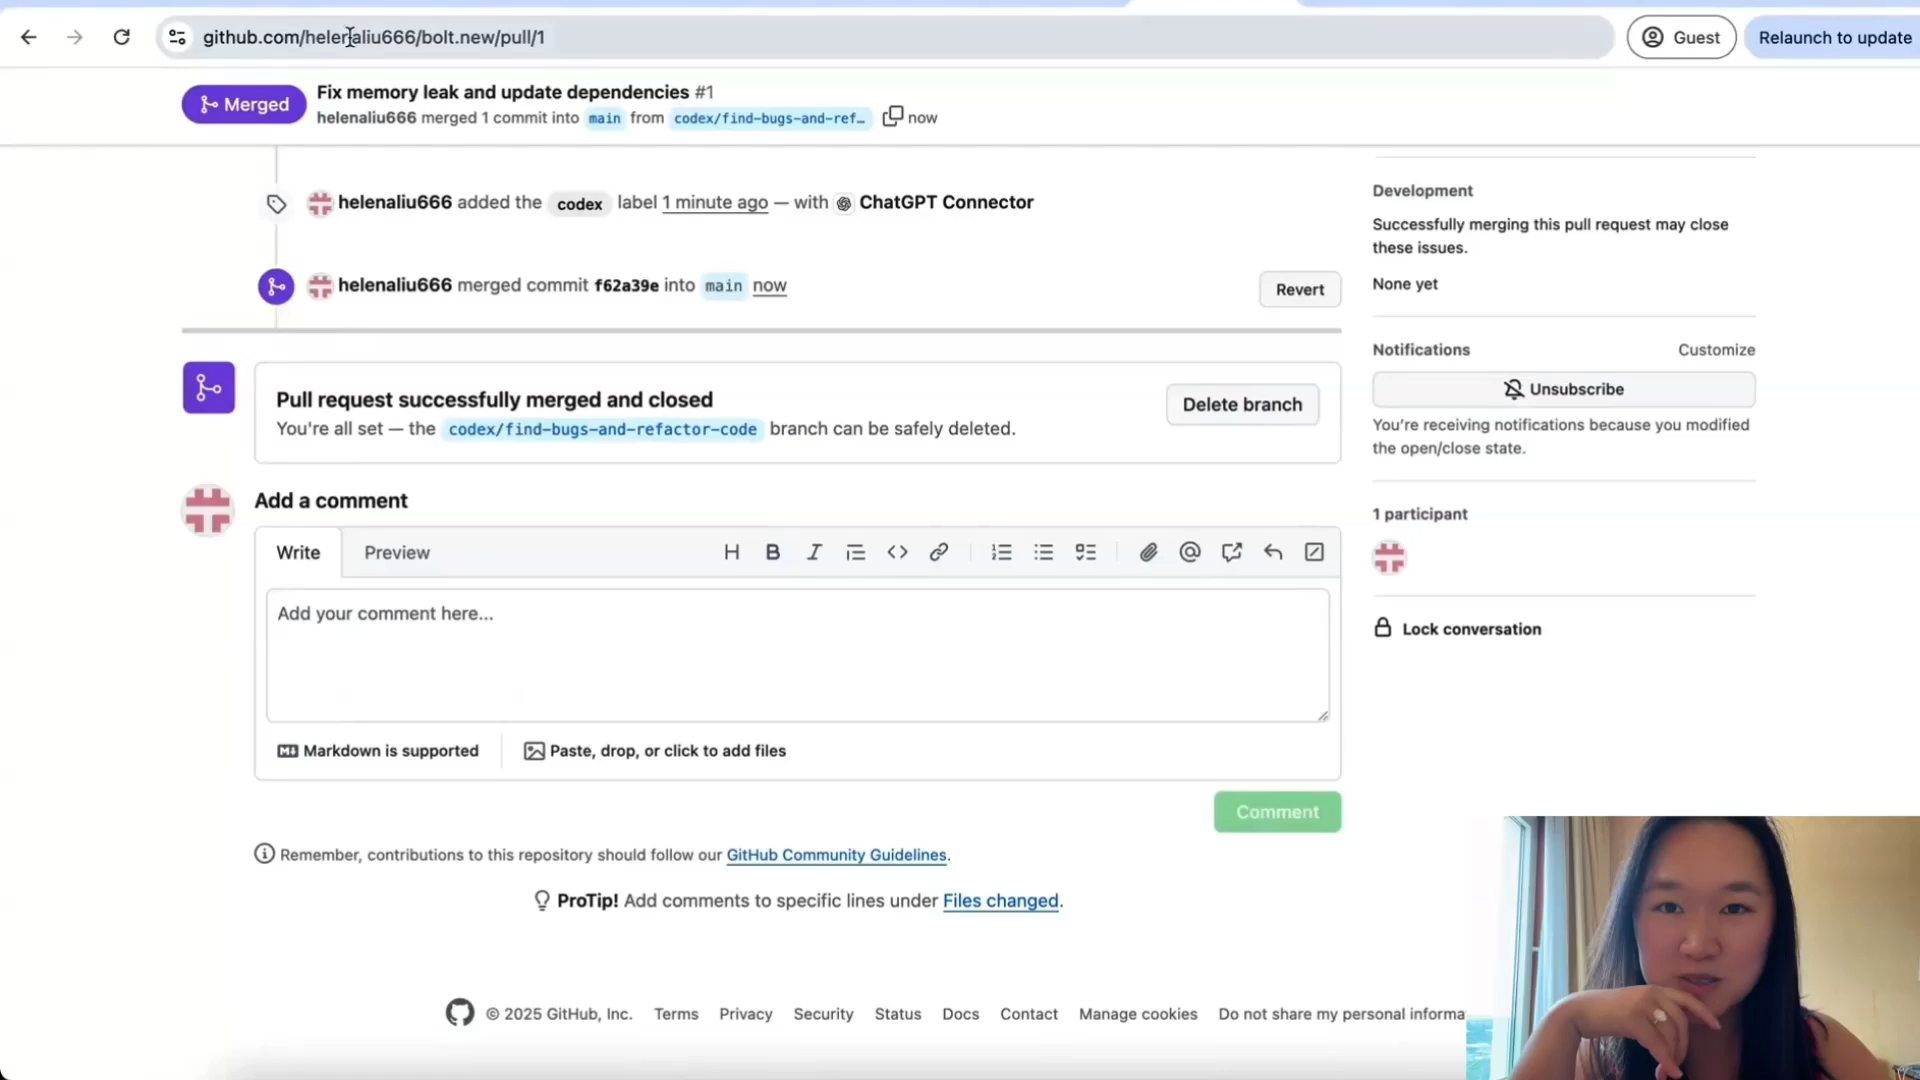 github.com/helenaliu666/bolt.new/pull/1
Guest
Relaunch to update
Merged
Fix memory leak and update dependencies #1
helenaliu666 merged 1 commit into main from codex/find-bugs-and-ref… now
helenaliu666 added the codex label 1 minute ago — with ChatGPT Connector
helenaliu666 merged commit f62a39e into main now
Revert
Pull request successfully merged and closed
You're all set — the codex/find-bugs-and-refactor-code branch can be safely deleted.
Delete branch
Add a comment
Write
Preview
Add your comment here...
Markdown is supported
Paste, drop, or click to add files
Comment
Remember, contributions to this repository should follow our GitHub Community Guidelines.
ProTip! Add comments to specific lines under Files changed.
Development
Successfully merging this pull request may close
these issues.
None yet
Notifications
Customize
Unsubscribe
You're receiving notifications because you modified
the open/close state.
1 participant
Lock conversation
© 2025 GitHub, Inc.
Terms
Privacy
Security
Status
Docs
Contact
Manage cookies
Do not share my personal informa